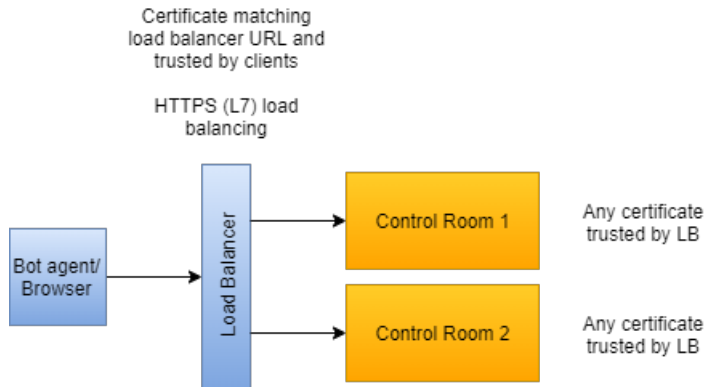 Certificate matching
load balancer URL and
trusted by clients
HTTPS (L7) load
balancing
Bot agent/
Browser
Load Balancer
Control Room 1
Any certificate
trusted by LB
Control Room 2
Any certificate
trusted by LB